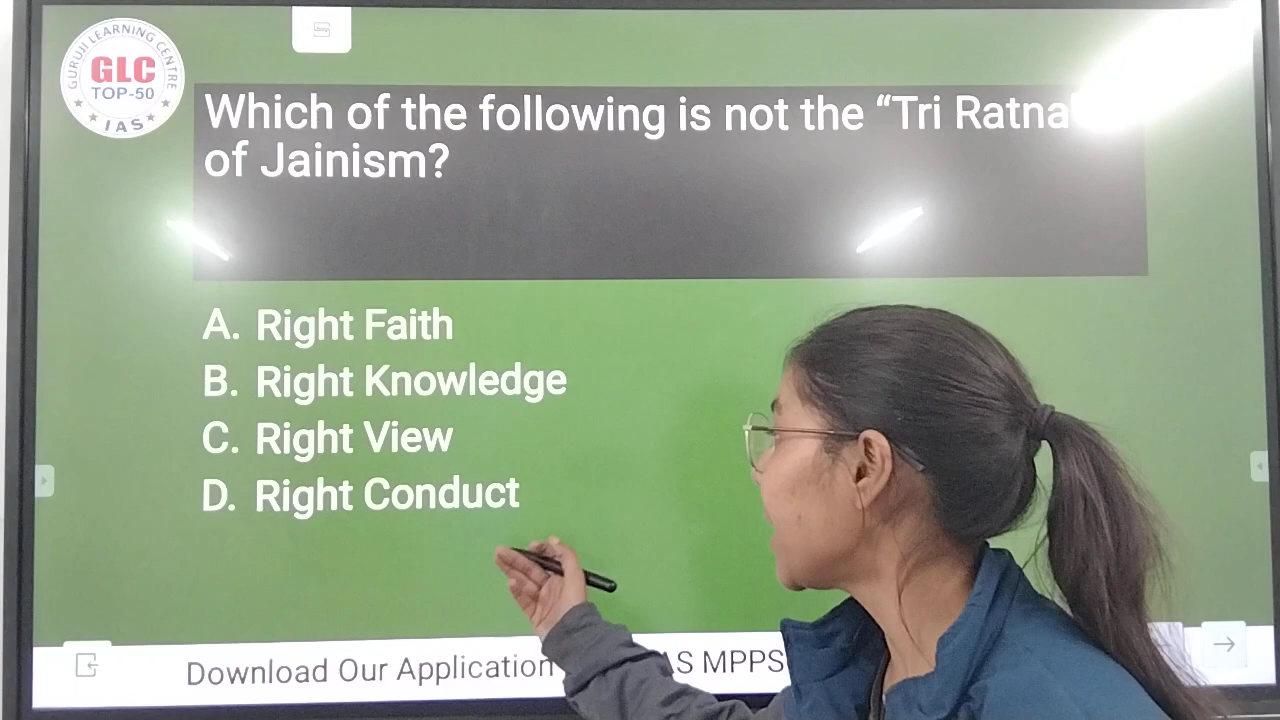 GURUJI LEARNING CENTRE
GLC
TOP-50
IAS
Which of the following is not the “Tri Ratna
of Jainism?
A. Right Faith
B. Right Knowledge
C. Right View
D. Right Conduct
Download Our Application AS MPPS